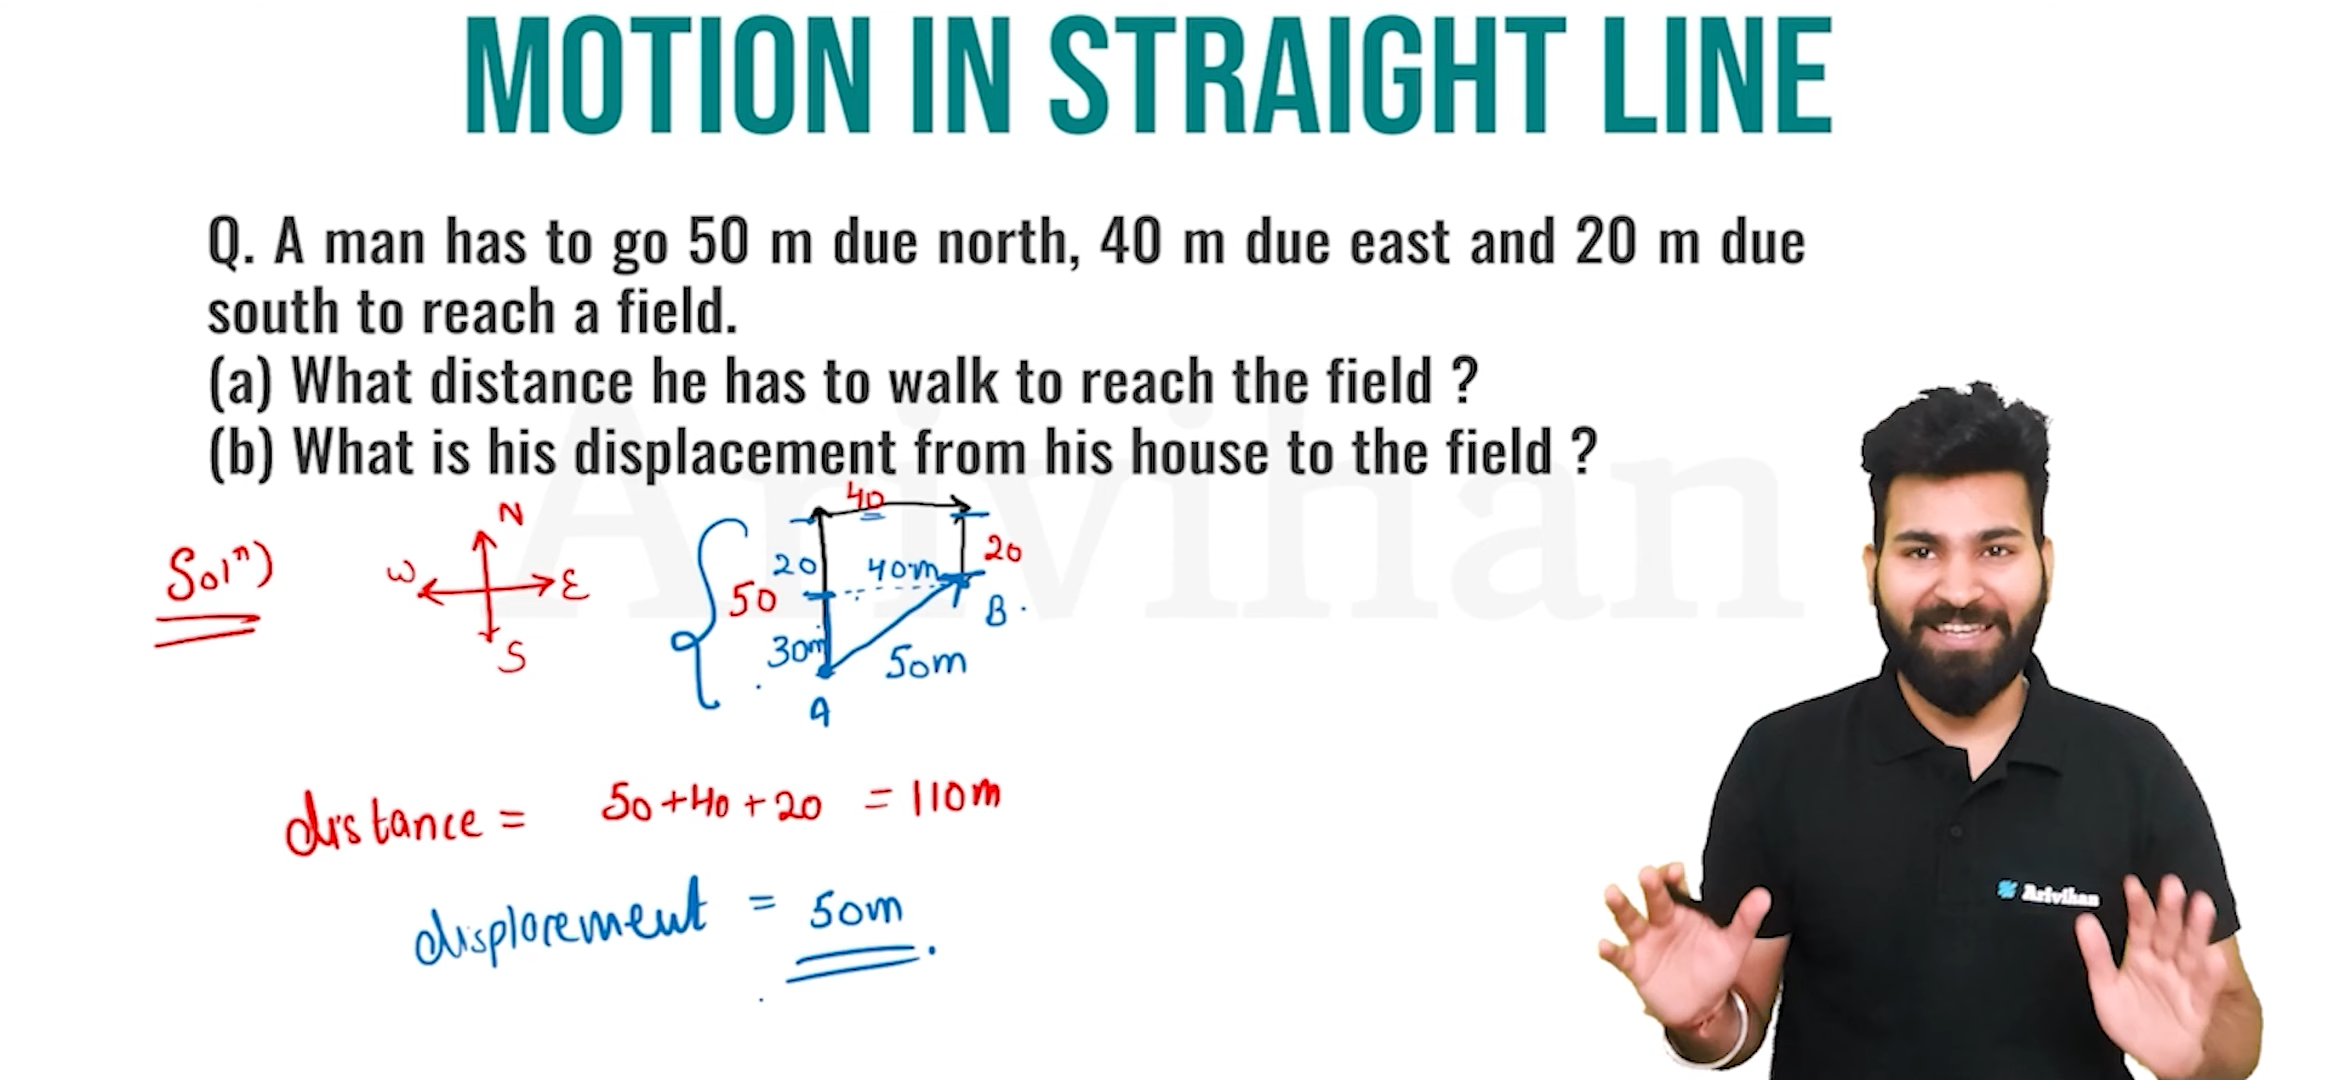 MOTION IN STRAIGHT LINE
Q. A man has to go 50 m due north, 40 m due east and 20 m due
south to reach a field.
(a) What distance he has to walk to reach the field ?
(b) What is his displacement from his house to the field ?
Arivihan
Solⁿ)
N
W
E
S
40
20
40m
20
50
B.
30m
50m
A
distance = 50+40+20 = 110m
displacement = 50m.
Arivihan